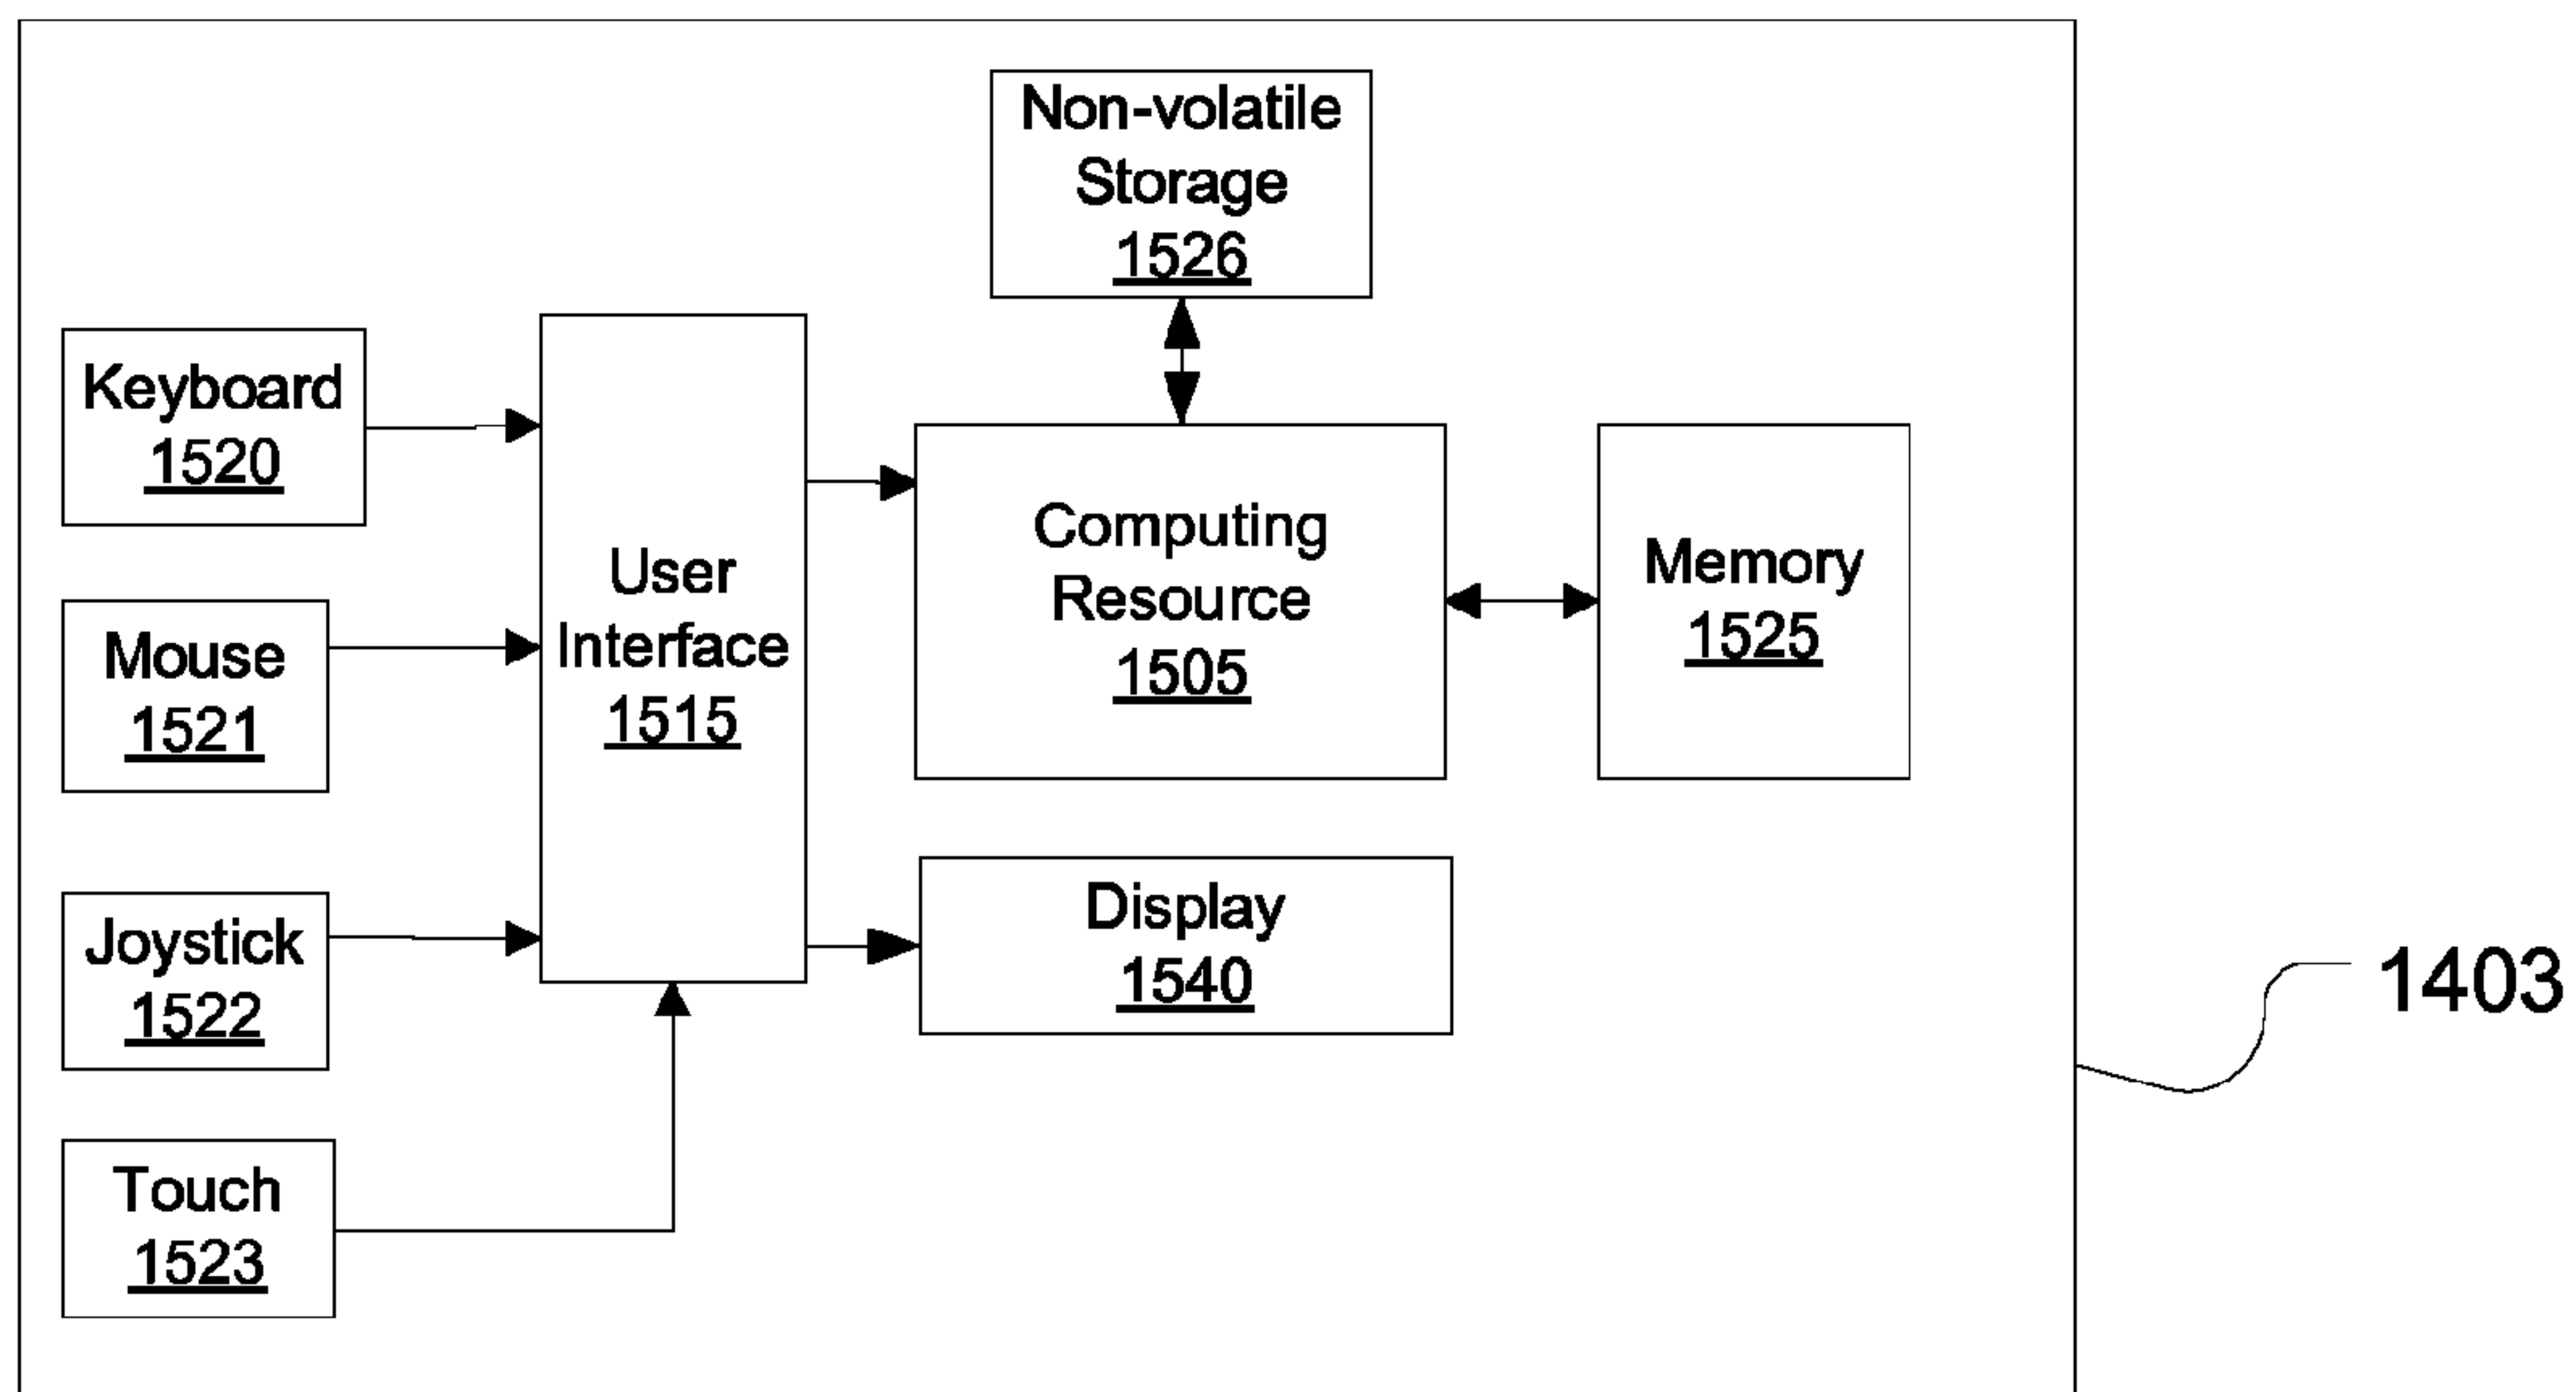 Non-volatile
Storage
1526
Keyboard
1520
User
Interface
1515
Computing
Resource
1505
Memory
1525
Mouse
1521
Joystick
1522
Display
1540
1403
Touch
1523